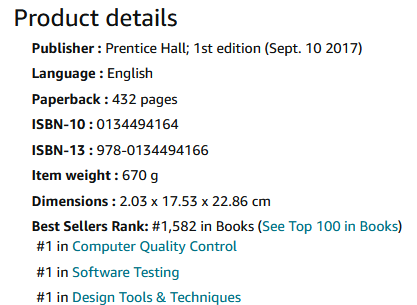 Product details
Publisher : Prentice Hall; 1st edition (Sept. 10 2017)
Language : English
Paperback : 432 pages
ISBN-10 : 0134494164
ISBN-13 : 978-0134494166
Item weight : 670 g
Dimensions : 2.03 x 17.53 x 22.86 cm
Best Sellers Rank: #1,582 in Books (See Top 100 in Books)
#1 in Computer Quality Control
#1 in Software Testing
#1 in Design Tools & Techniques